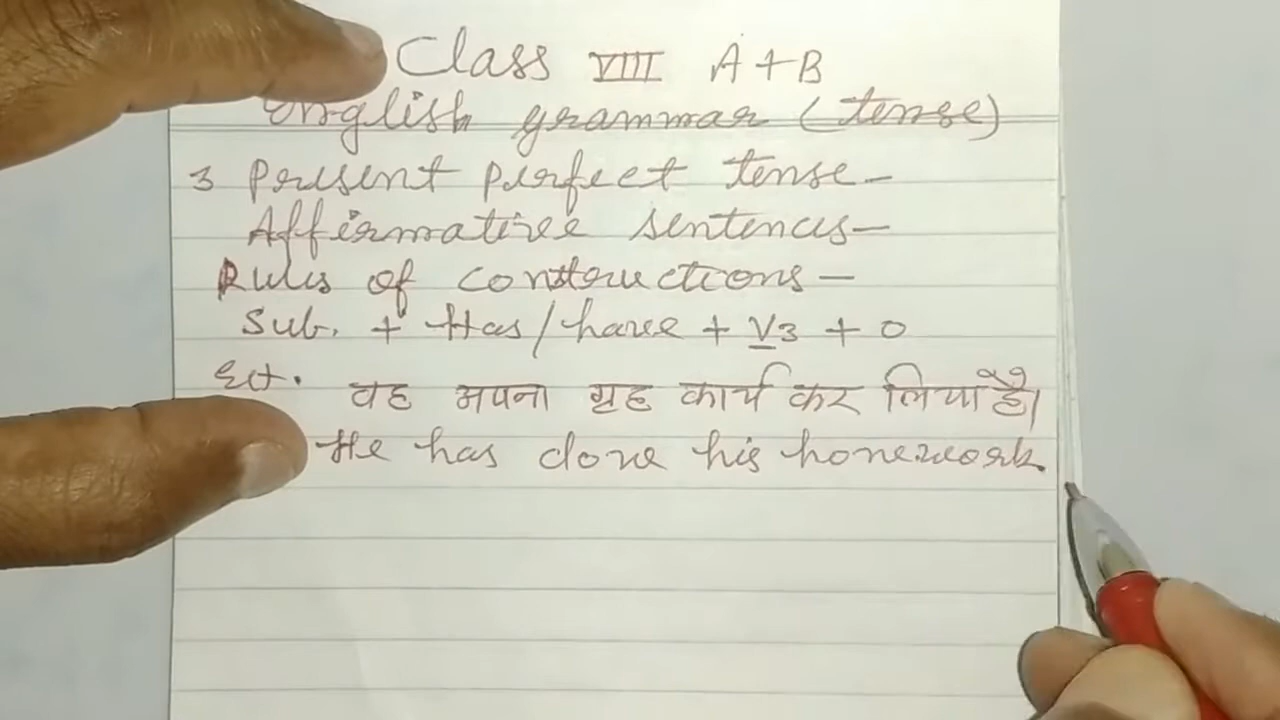 Class VIII A+B
English grammar (tense)
3 Present perfect tense-
Affirmative sentences-
Rules of constructions-
Sub. + Has/have + V3 + O
Ex. वह अपना ग्रह कार्य कर लिया है।
He has done his homework.